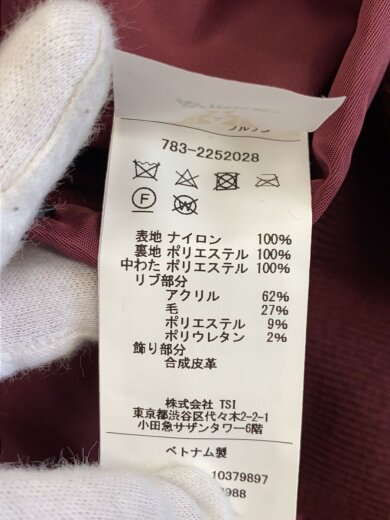 783-2252028
表地 ナイロン 100%
裏地 ポリエステル 100%
中わた ポリエステル 100%
リブ部分
アクリル 62%
毛 27%
ポリエステル 9%
ポリウレタン 2%
飾り部分
合成皮革
株式会社 TSI
東京都渋谷区代々木2-2-1
小田急サザンタワー6階
ベトナム製
10379897